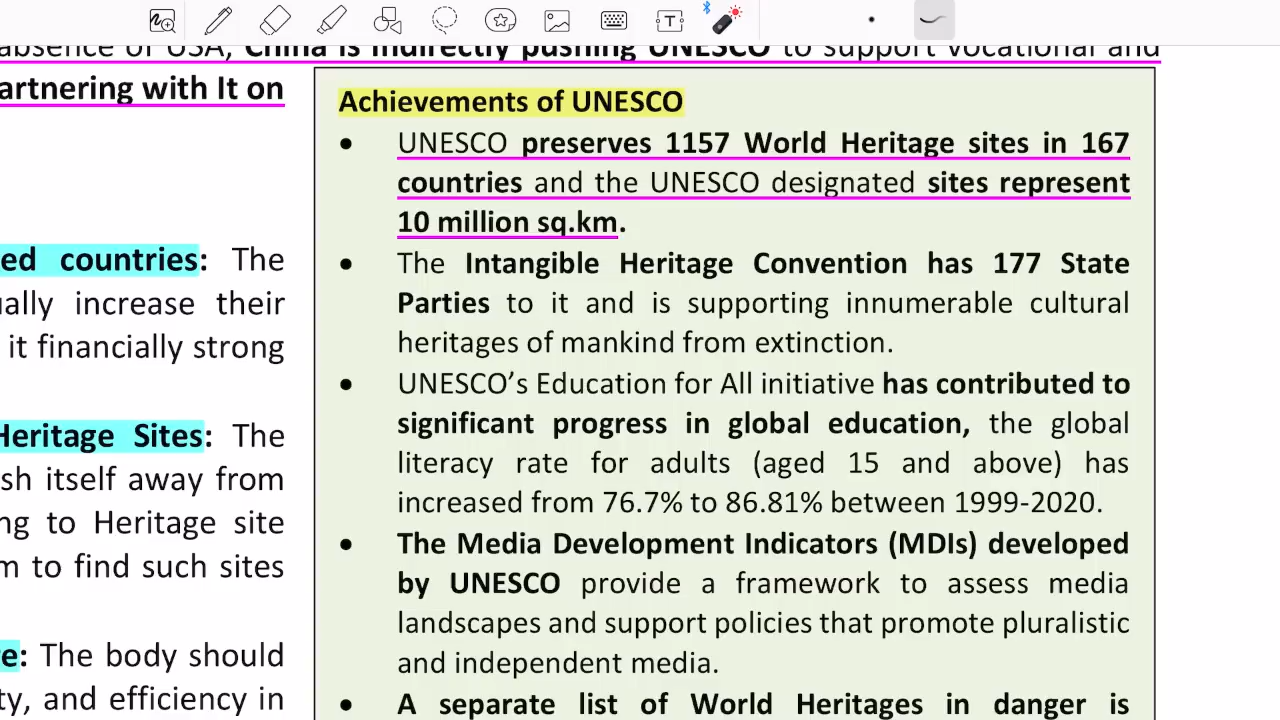 absence of USA, China is indirectly pushing UNESCO to support vocational and
artnering with It on
ed countries: The
ually increase their
it financially strong
Heritage Sites: The
sh itself away from
ng to Heritage site
m to find such sites
e: The body should
ty, and efficiency in
Achievements of UNESCO
• UNESCO preserves 1157 World Heritage sites in 167
countries and the UNESCO designated sites represent
10 million sq.km.
• The Intangible Heritage Convention has 177 State
Parties to it and is supporting innumerable cultural
heritages of mankind from extinction.
• UNESCO’s Education for All initiative has contributed to
significant progress in global education, the global
literacy rate for adults (aged 15 and above) has
increased from 76.7% to 86.81% between 1999-2020.
• The Media Development Indicators (MDIs) developed
by UNESCO provide a framework to assess media
landscapes and support policies that promote pluralistic
and independent media.
• A separate list of World Heritages in danger is